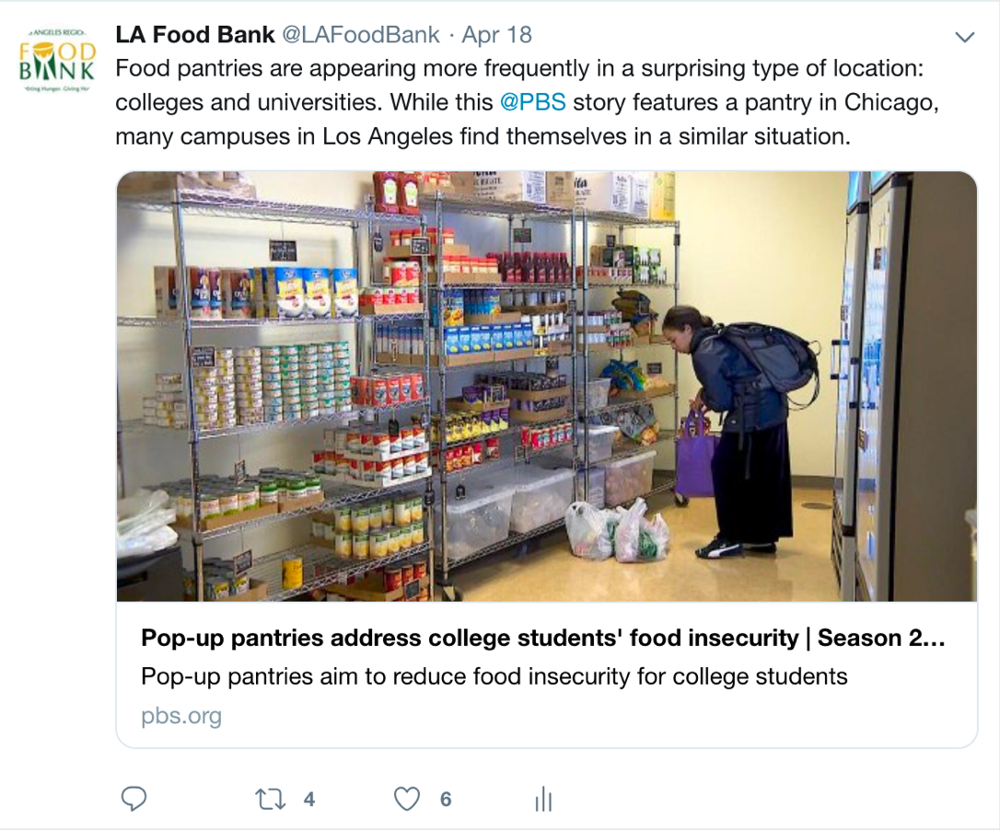 LA Food Bank @LAFoodBank · Apr 18
ANGELES REGIO
FOOD
BANK
Food pantries are appearing more frequently in a surprising type of location:
colleges and universities. While this @PBS story features a pantry in Chicago,
many campuses in Los Angeles find themselves in a similar situation.
Pop-up pantries address college students' food insecurity | Season 2...
Pop-up pantries aim to reduce food insecurity for college students
pbs.org
4
6